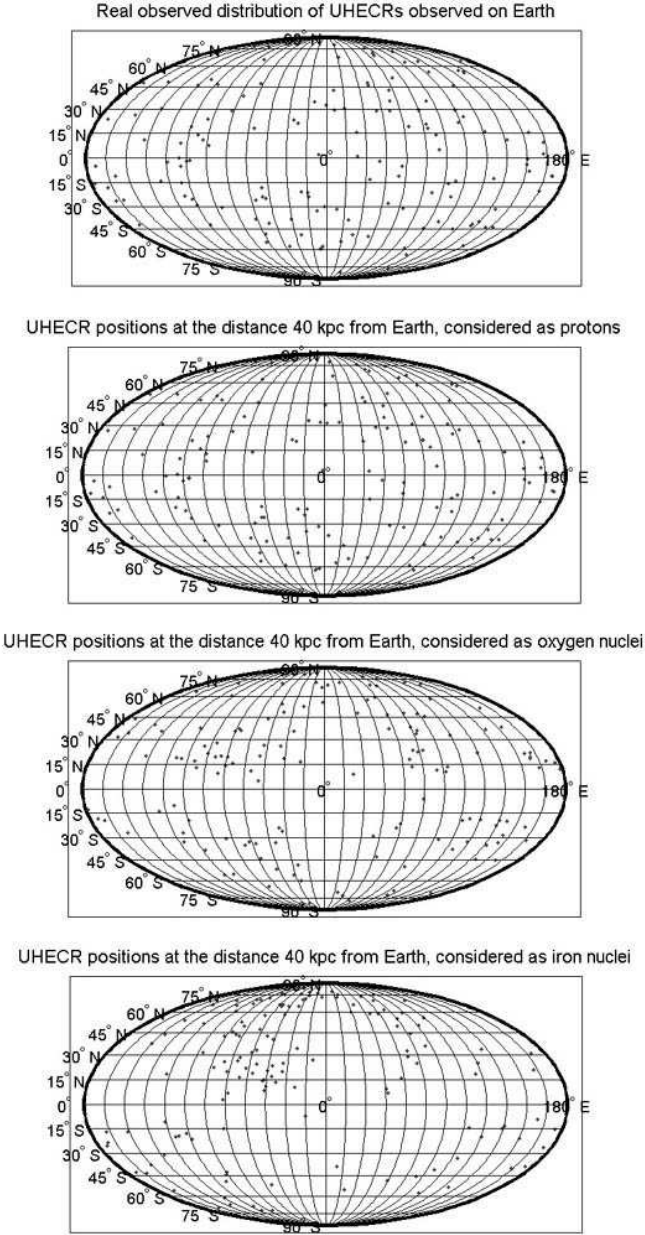 Real observed distribution of UHECRs observed on Earth
90° N
75° N
60° N
45° N
30° N
15° N
0° 0° 180° E
15° S
30° S
45° S
60° S
75° S
90° S
UHECR positions at the distance 40 kpc from Earth, considered as protons
90° N
75° N
60° N
45° N
30° N
15° N
0° 0° 180° E
15° S
30° S
45° S
60° S
75° S
90° S
UHECR positions at the distance 40 kpc from Earth, considered as oxygen nuclei
90° N
75° N
60° N
45° N
30° N
15° N
0° 0° 180° E
15° S
30° S
45° S
60° S
75° S
90° S
UHECR positions at the distance 40 kpc from Earth, considered as iron nuclei
90° N
75° N
60° N
45° N
30° N
15° N
0° 0° 180° E
15° S
30° S
45° S
60° S
75° S
90° S